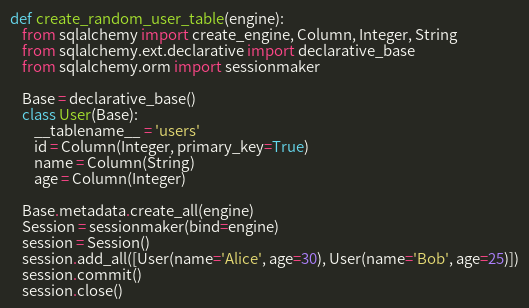 def create_random_user_table(engine):
    from sqlalchemy import create_engine, Column, Integer, String
    from sqlalchemy.ext.declarative import declarative_base
    from sqlalchemy.orm import sessionmaker

    Base = declarative_base()
    class User(Base):
        __tablename__ = 'users'
        id = Column(Integer, primary_key=True)
        name = Column(String)
        age = Column(Integer)

    Base.metadata.create_all(engine)
    Session = sessionmaker(bind=engine)
    session = Session()
    session.add_all([User(name='Alice', age=30), User(name='Bob', age=25)])
    session.commit()
    session.close()